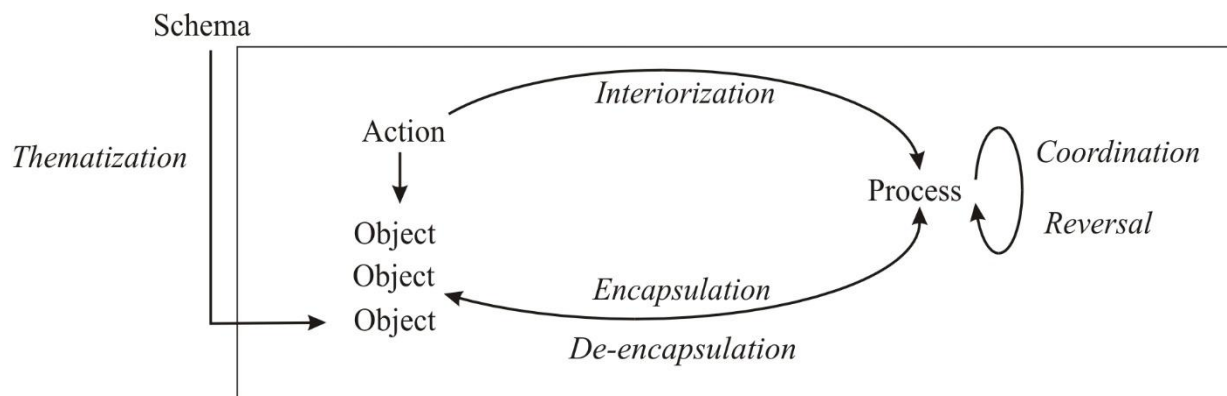 Schema
Interiorization
Action
Thematization
Coordination
Process
Reversal
Object
Object
Encapsulation
Object
De-encapsulation